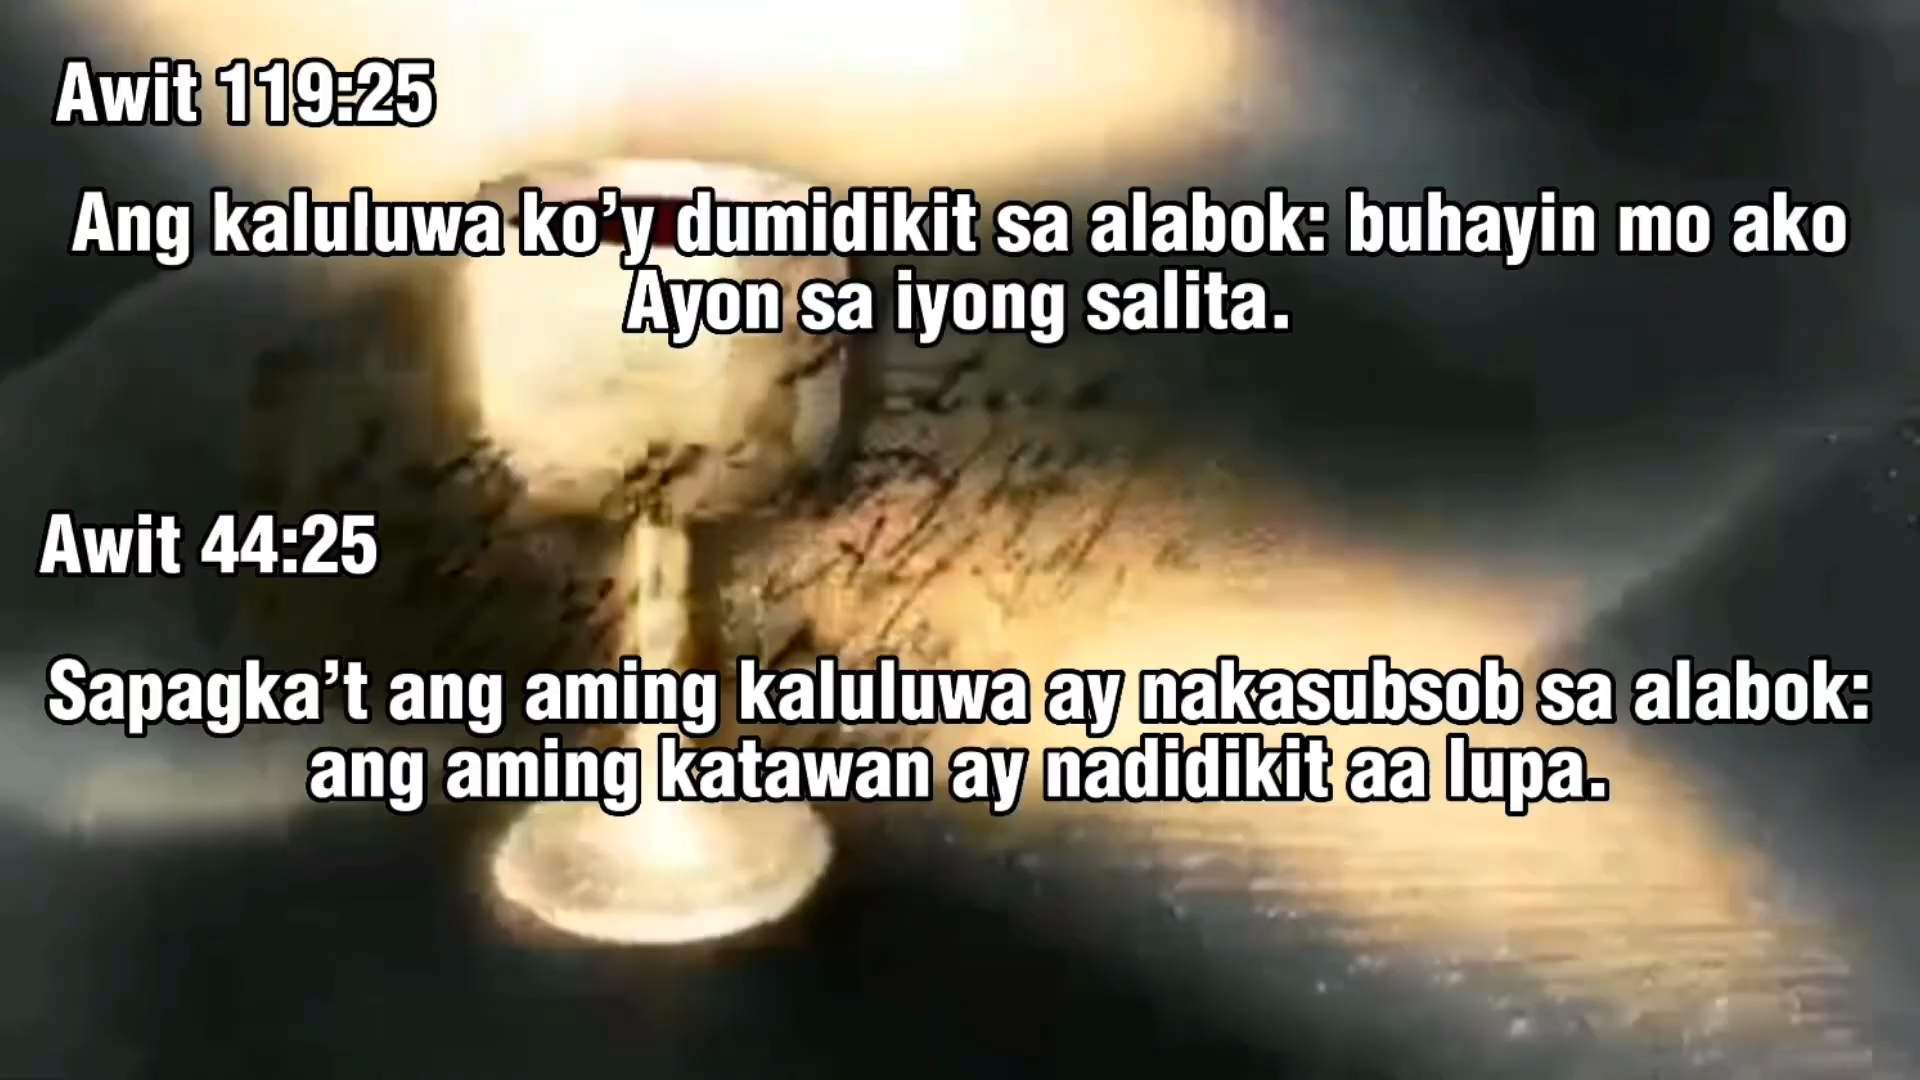 Awit 119:25
Ang kaluluwa ko’y dumidikit sa alabok: buhayin mo ako
Ayon sa iyong salita.
Awit 44:25
Sapagka’t ang aming kaluluwa ay nakasubsob sa alabok:
ang aming katawan ay nadidikit aa lupa.